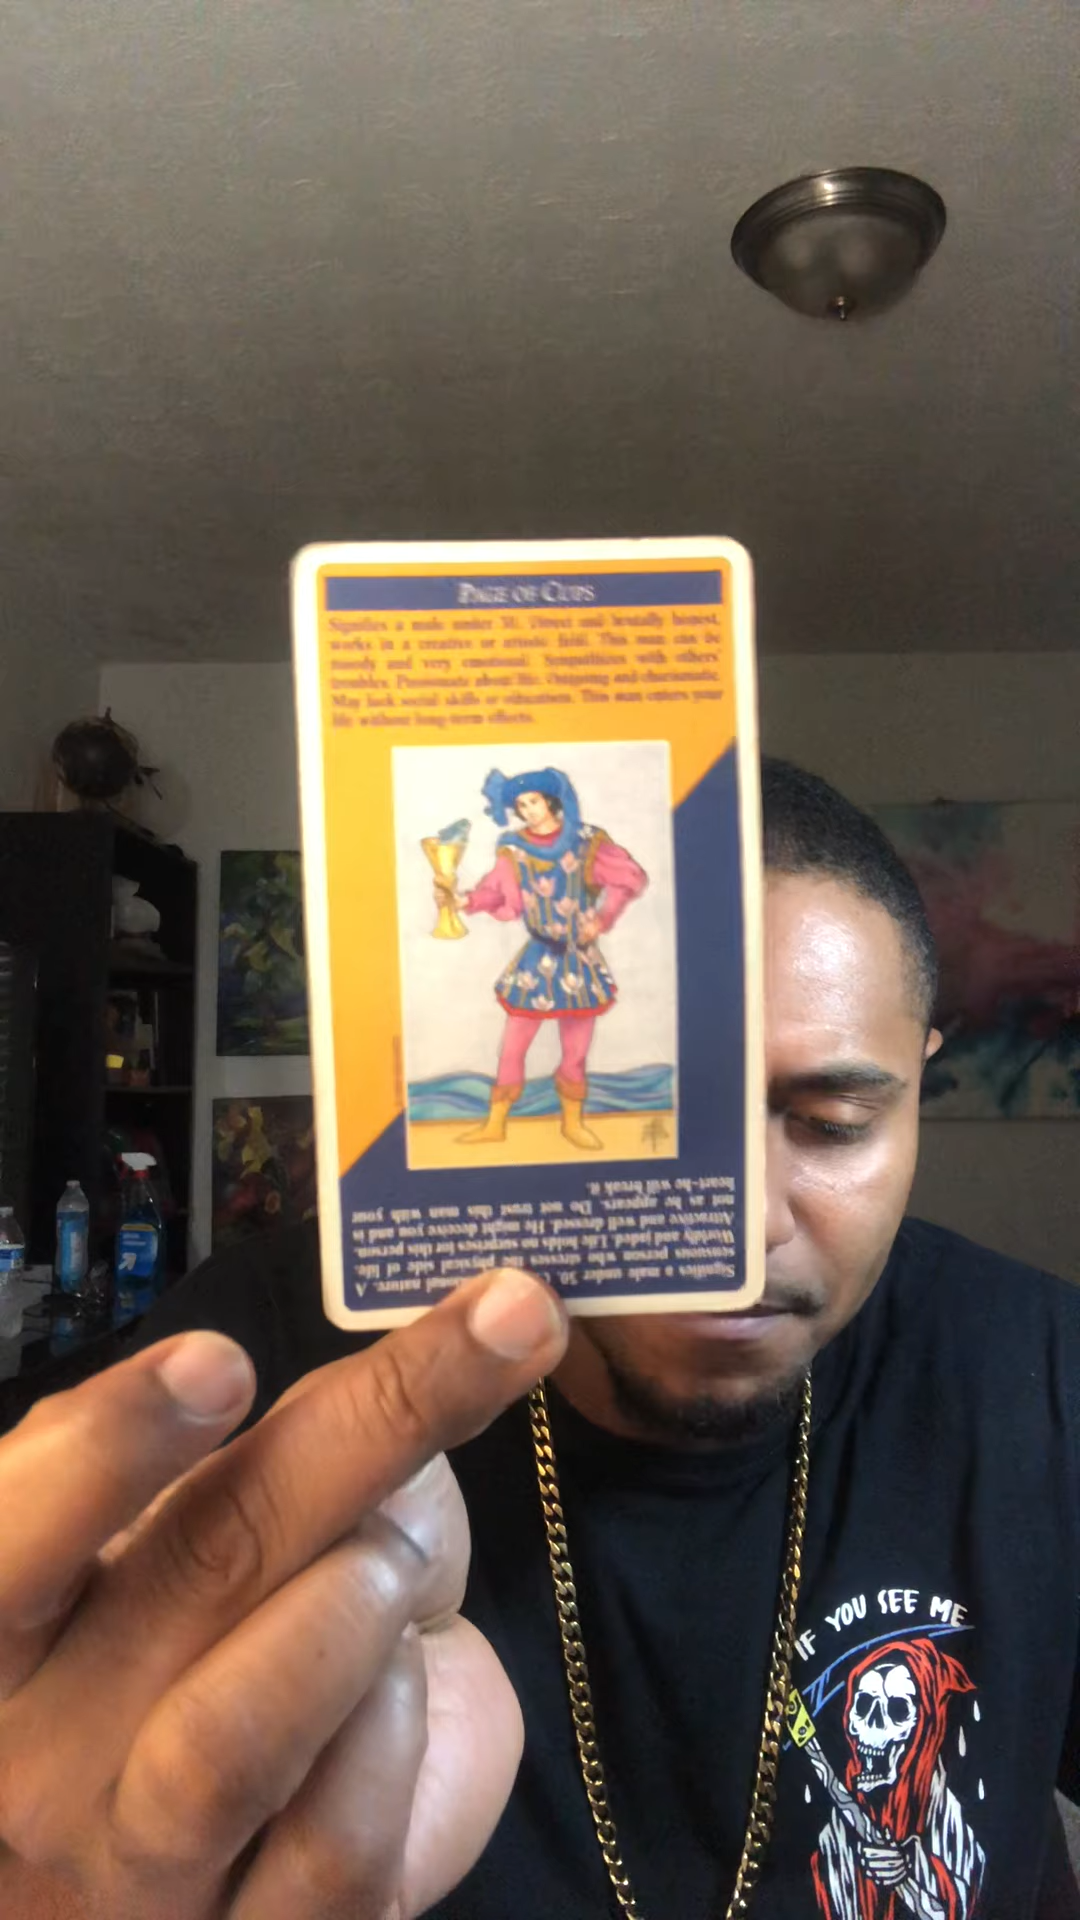 PAGE OF CUPS
Signifies a male under 30. Direct and brutally honest,
works in a creative or artistic field. This man can be
moody and very emotional. Sympathizes with others'
troubles. Passionate about life. Outgoing and charismatic.
May lack social skills or education. This man enters your
life without long-term effects.
Signifies a male under 30. nature. A
sensuous person who stresses the physical side of life.
Worldly and jaded. Life holds no surprises for this person.
Attractive and well dressed. He might deceive you and is
not as he appears. Do not trust this man with your
heart–he will break it.
IF YOU SEE ME